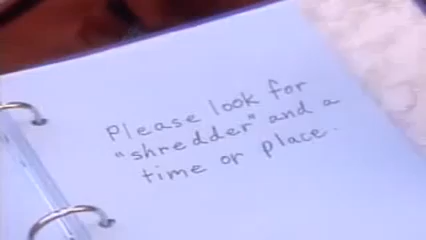 Please look for
"shredder" and a
time or place.